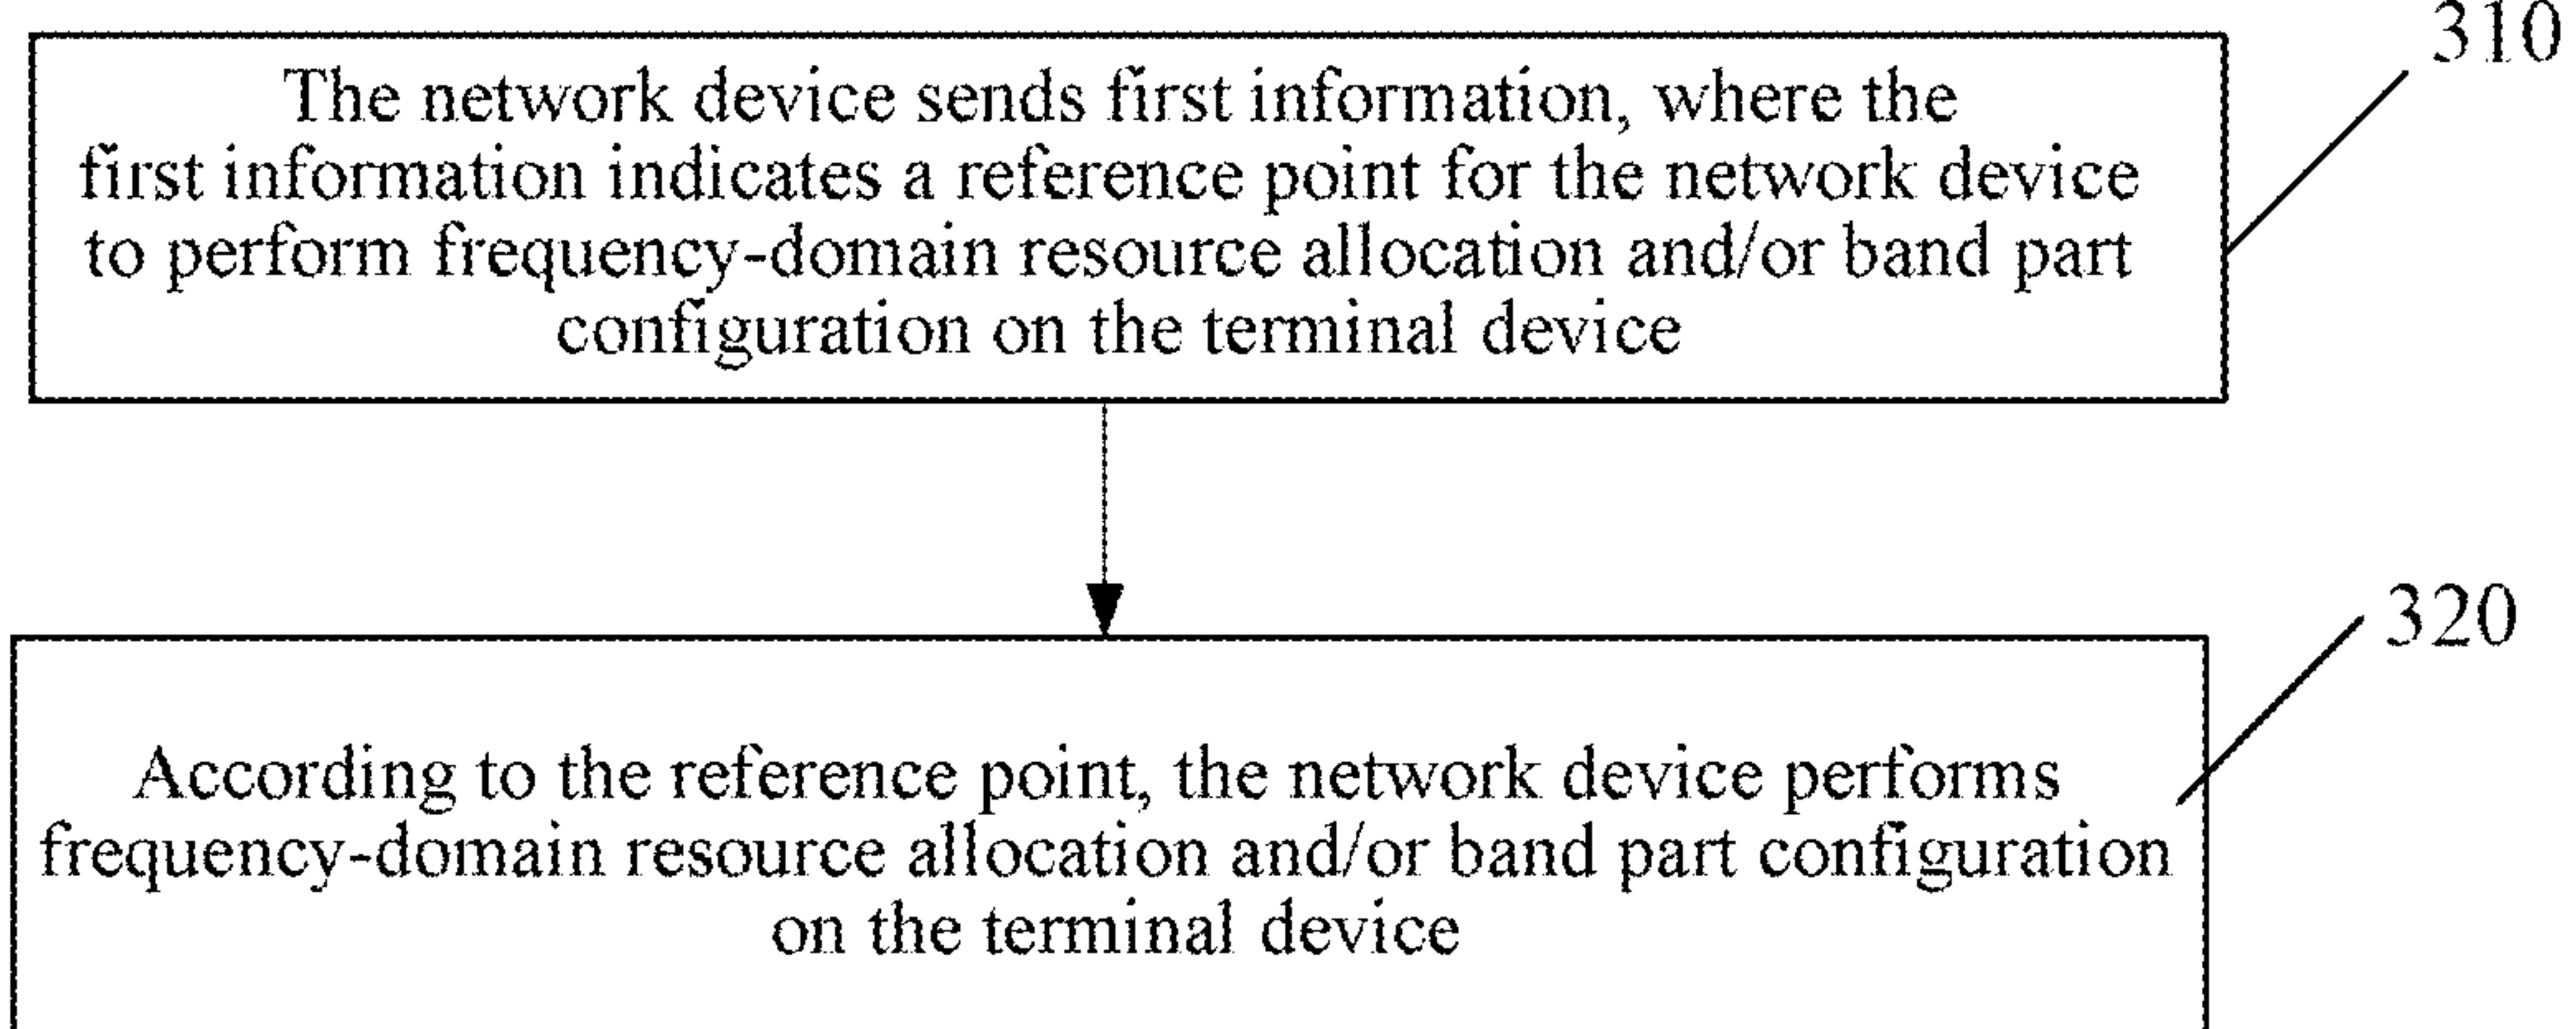 310
The network device sends first information, where the
first information indicates a reference point for the network device
to perform frequency-domain resource allocation and/or band part
configuration on the terminal device
320
According to the reference point, the network device performs
frequency-domain resource allocation and/or band part configuration
on the terminal device